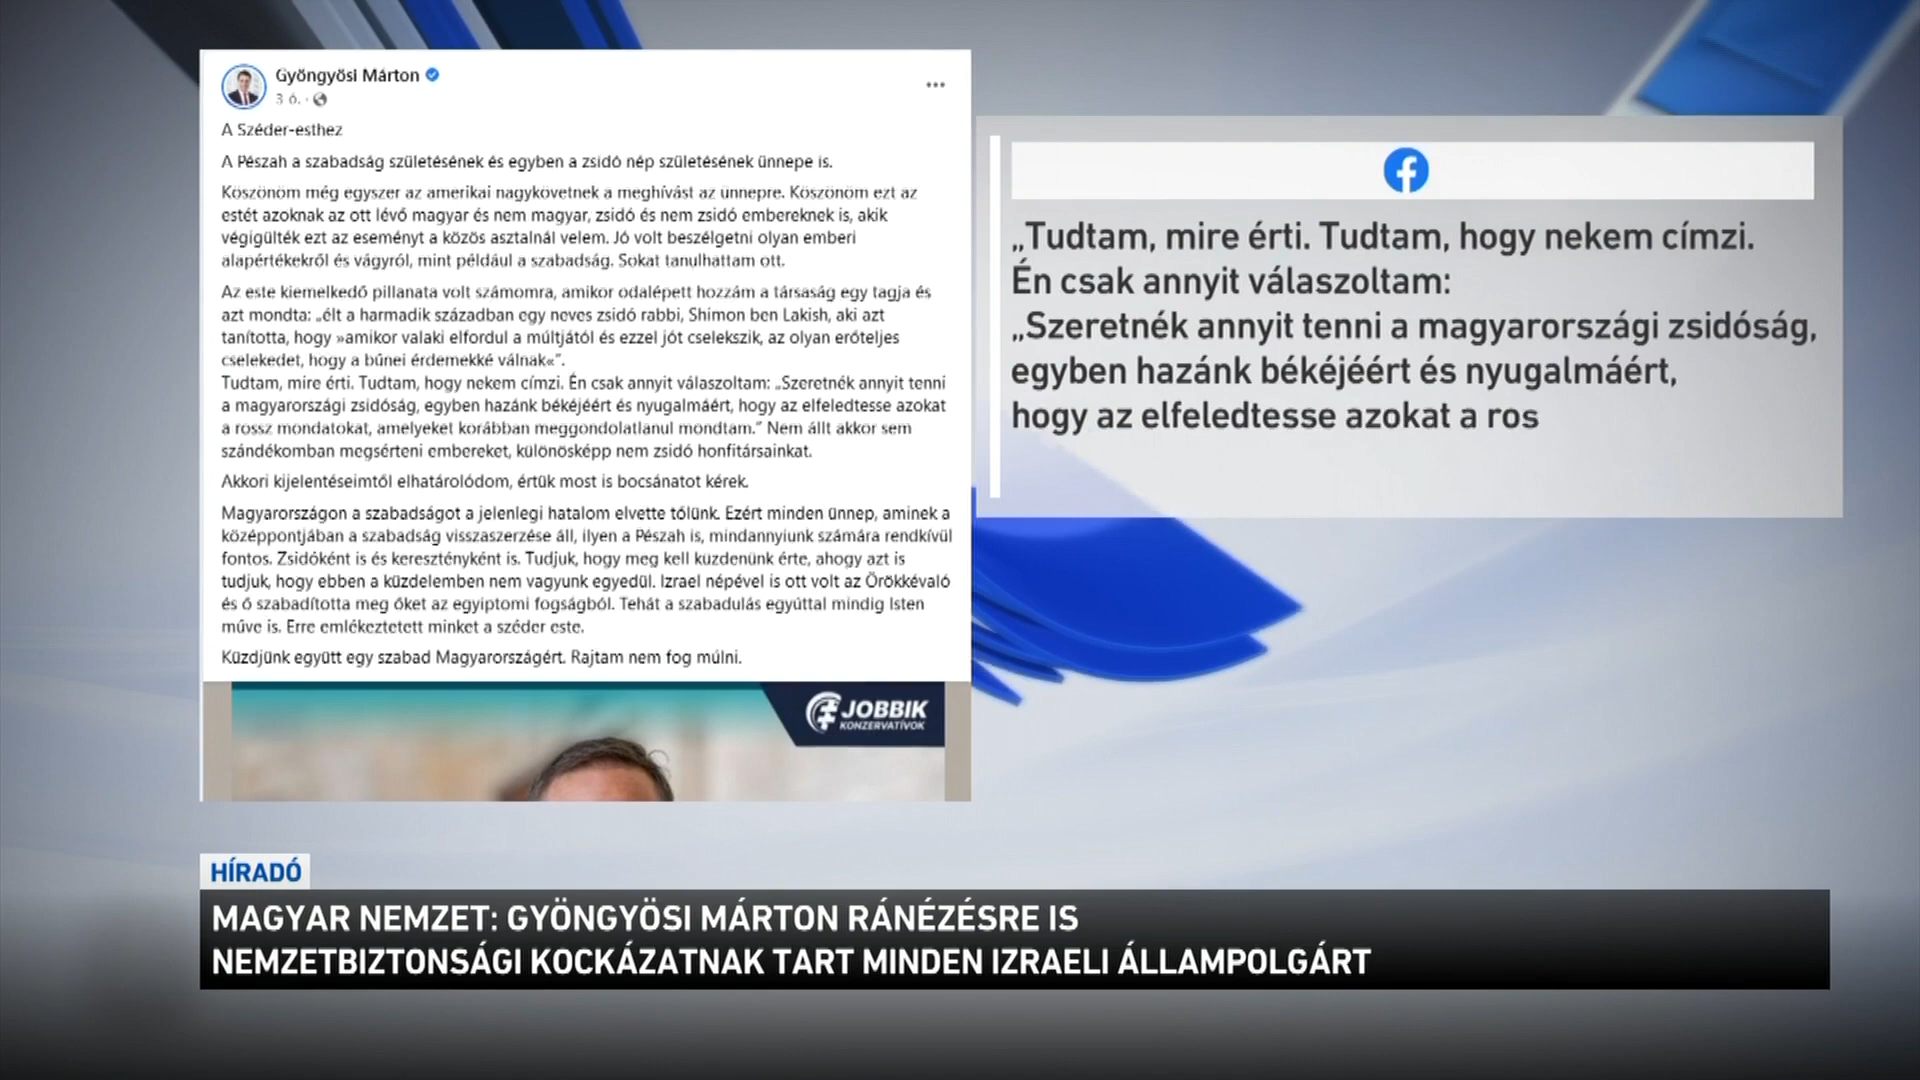 Gyöngyösi Márton
3 ó. ·
A Széder-esthez
A Pészah a szabadság születésének és egyben a zsidó nép születésének ünnepe is.
Köszönöm még egyszer az amerikai nagykövetnek a meghívást az ünnepre. Köszönöm ezt az
estét azoknak az ott lévő magyar és nem magyar, zsidó és nem zsidó embereknek is, akik
végigülték ezt az eseményt a közös asztalnál velem. Jó volt beszélgetni olyan emberi
alapértékekről és vágyról, mint például a szabadság. Sokat tanulhattam ott.
Az este kiemelkedő pillanata volt számomra, amikor odalépett hozzám a társaság egy tagja és
azt mondta: „élt a harmadik században egy neves zsidó rabbi, Shimon ben Lakish, aki azt
tanította, hogy »amikor valaki elfordul a múltjától és ezzel jót cselekszik, az olyan erőteljes
cselekedet, hogy a bűnei érdemekké válnak«”.
Tudtam, mire érti. Tudtam, hogy nekem címzi. Én csak annyit válaszoltam: „Szeretnék annyit tenni
a magyarországi zsidóság, egyben hazánk békéjéért és nyugalmáért, hogy az elfeledtesse azokat
a rossz mondatokat, amelyeket korábban meggondolatlanul mondtam.” Nem állt akkor sem
szándékomban megsérteni embereket, különösképp nem zsidó honfitársainkat.
Akkori kijelentéseimtől elhatárolódom, értük most is bocsánatot kérek.
Magyarországon a szabadságot a jelenlegi hatalom elvette tőlünk. Ezért minden ünnep, aminek a
középpontjában a szabadság visszaszerzése áll, ilyen a Pészah is, mindannyiunk számára rendkívül
fontos. Zsidóként is és keresztényként is. Tudjuk, hogy meg kell küzdenünk érte, ahogy azt is
tudjuk, hogy ebben a küzdelemben nem vagyunk egyedül. Izrael népével is ott volt az Örökkévaló
és ő szabadította meg őket az egyiptomi fogságból. Tehát a szabadulás egyúttal mindig Isten
műve is. Erre emlékeztetett minket a széder este.
Küzdjünk együtt egy szabad Magyarországért. Rajtam nem fog múlni.
JOBBIK
KONZERVATÍVOK
„Tudtam, mire érti. Tudtam, hogy nekem címzi.
Én csak annyit válaszoltam:
„Szeretnék annyit tenni a magyarországi zsidóság,
egyben hazánk békéjéért és nyugalmáért,
hogy az elfeledtesse azokat a ros
HÍRADÓ
MAGYAR NEMZET: GYÖNGYÖSI MÁRTON RÁNÉZÉSRE IS
NEMZETBIZTONSÁGI KOCKÁZATNAK TART MINDEN IZRAELI ÁLLAMPOLGÁRT